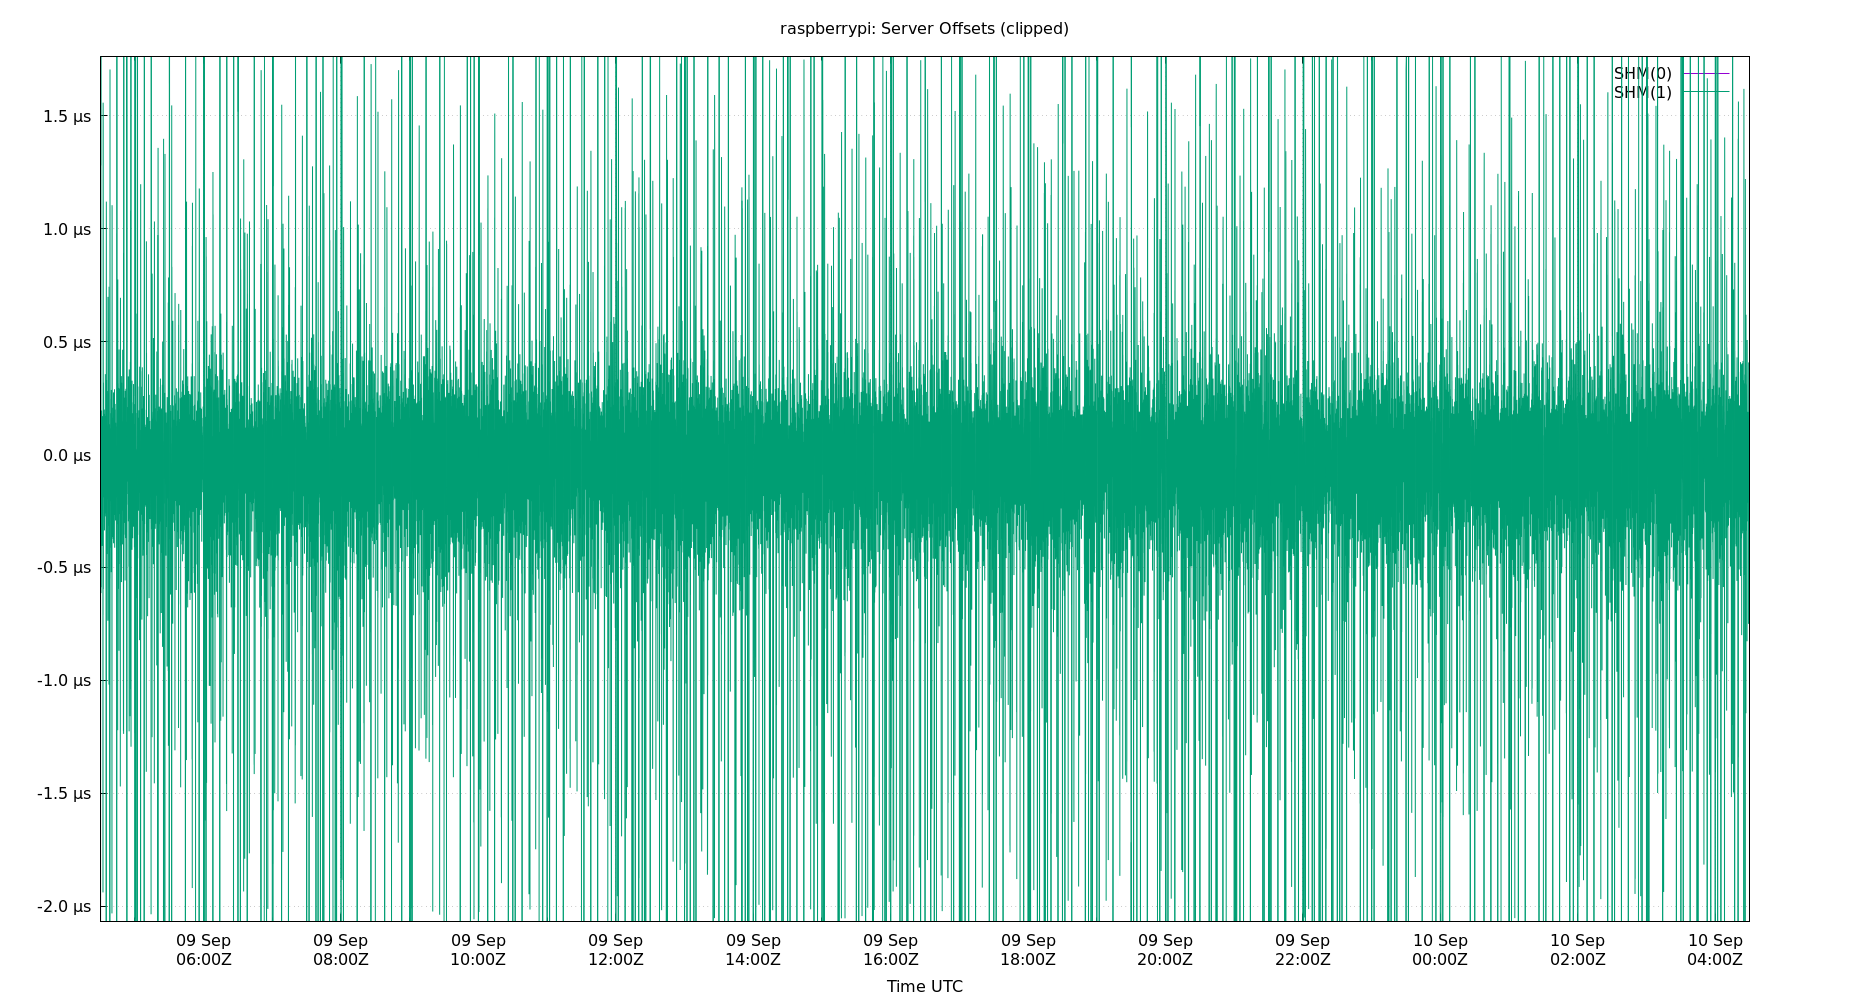 raspberrypi: Server Offsets (clipped)
SHM(0)
SHM(1)
1.5 µs
1.0 µs
0.5 µs
0.0 µs
-0.5 µs
-1.0 µs
-1.5 µs
-2.0 µs
09 Sep 09 Sep 09 Sep 09 Sep 09 Sep 09 Sep 09 Sep 09 Sep 09 Sep 10 Sep 10 Sep 10 Sep
06:00Z 08:00Z 10:00Z 12:00Z 14:00Z 16:00Z 18:00Z 20:00Z 22:00Z 00:00Z 02:00Z 04:00Z
Time UTC